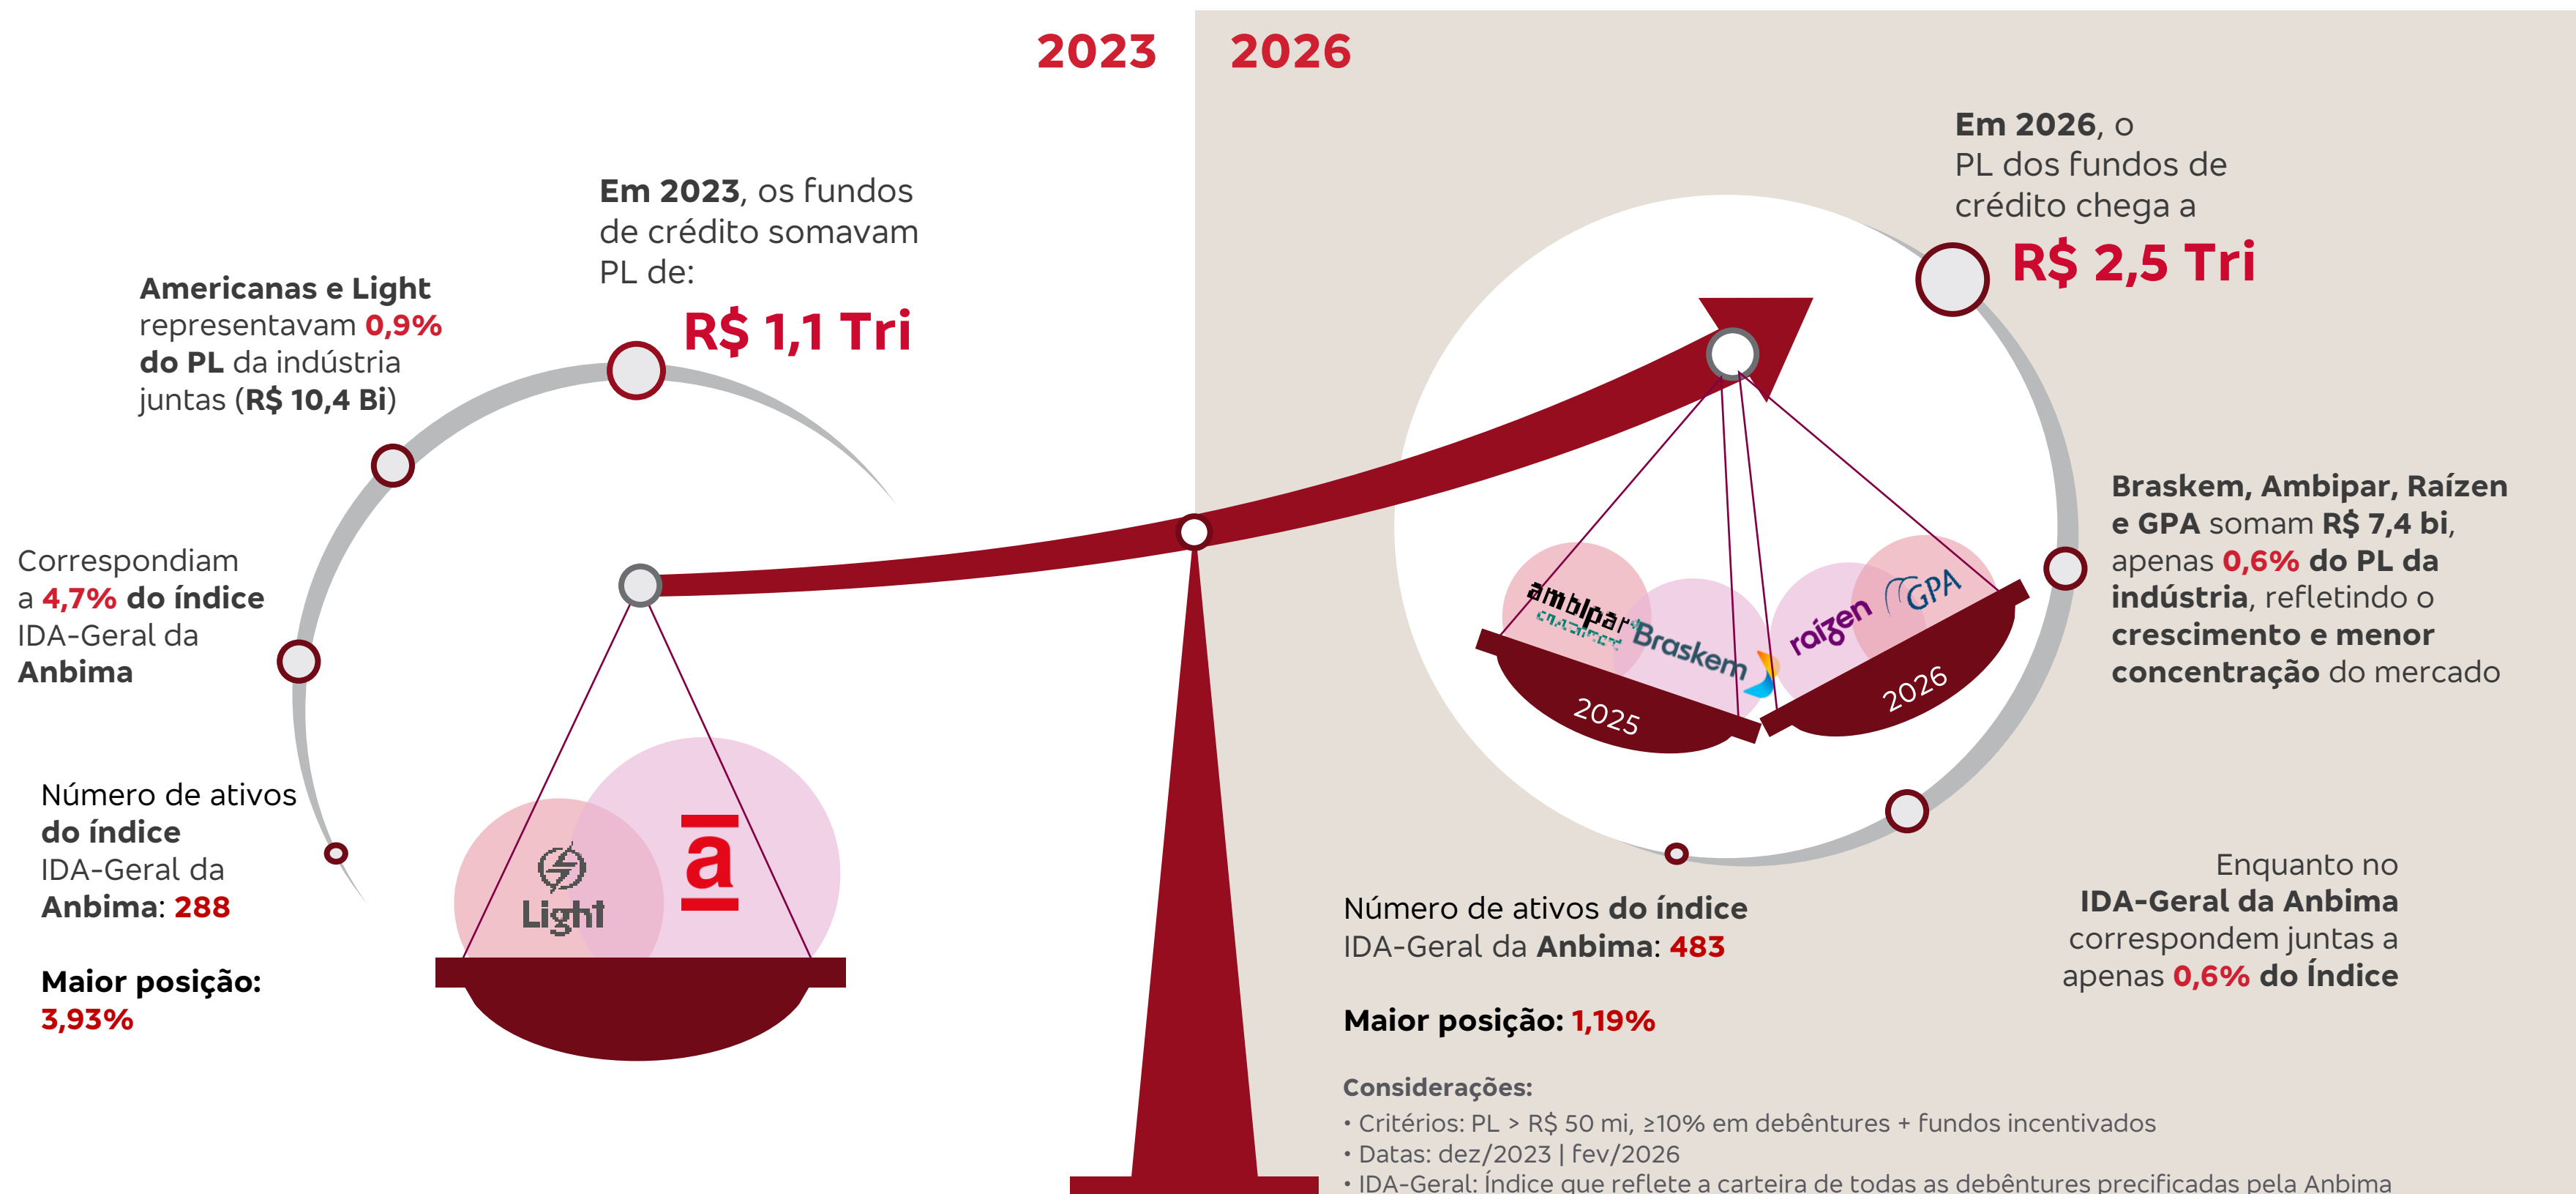 2023
2026
Em 2023, os fundos
de crédito somavam
PL de:
R$ 1,1 Tri
Americanas e Light
representavam 0,9%
do PL da indústria
juntas (R$ 10,4 Bi)
Correspondiam
a 4,7% do índice
IDA-Geral da
Anbima
Número de ativos
do índice
IDA-Geral da
Anbima: 288
Maior posição:
3,93%
Light
a
Em 2026, o
PL dos fundos de
crédito chega a
R$ 2,5 Tri
ambipar
Braskem
raízen
GPA
2025
2026
Braskem, Ambipar, Raízen
e GPA somam R$ 7,4 bi,
apenas 0,6% do PL da
indústria, refletindo o
crescimento e menor
concentração do mercado
Enquanto no
IDA-Geral da Anbima
correspondem juntas a
apenas 0,6% do Índice
Número de ativos do índice
IDA-Geral da Anbima: 483
Maior posição: 1,19%
Considerações:
• Critérios: PL > R$ 50 mi, ≥10% em debêntures + fundos incentivados
• Datas: dez/2023 | fev/2026
• IDA-Geral: Índice que reflete a carteira de todas as debêntures precificadas pela Anbima